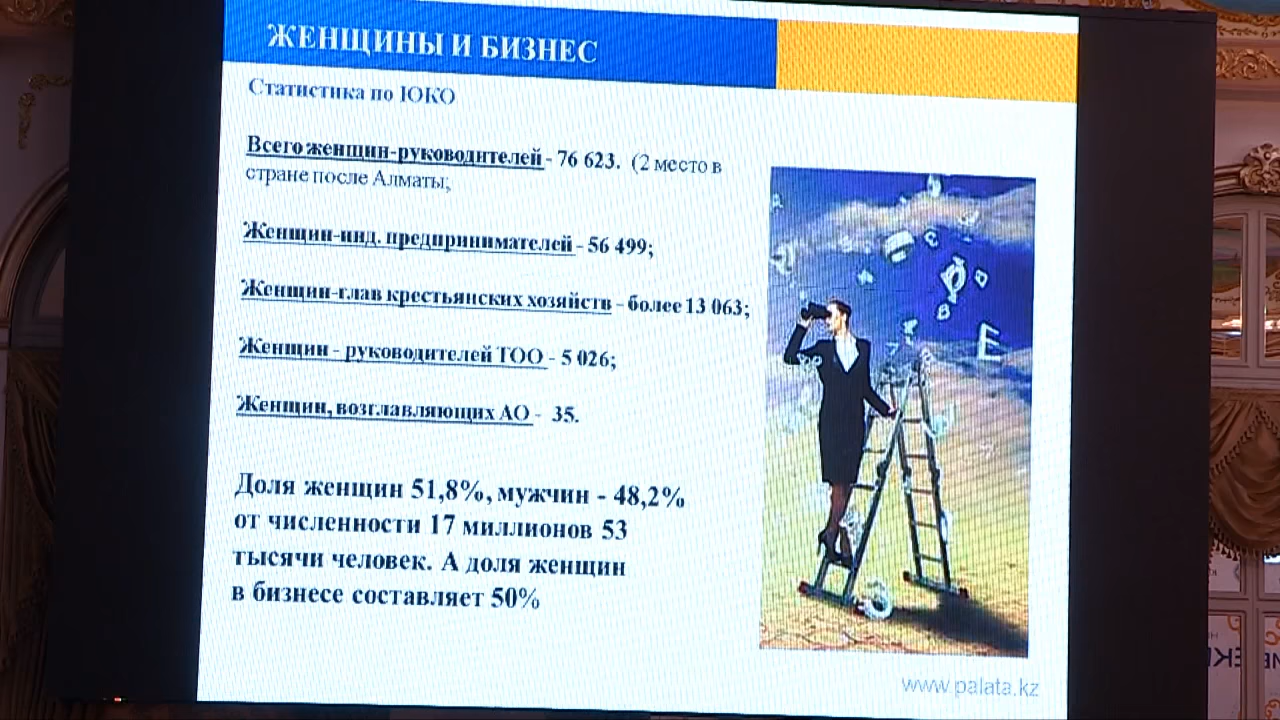 ЖЕНЩИНЫ И БИЗНЕС
Статистика по ЮКО
Всего женщин-руководителей - 76 623. (2 место в
стране после Алматы;
Женщин-инд. предпринимателей - 56 499;
Женщин-глав крестьянских хозяйств - более 13 063;
Женщин - руководителей ТОО - 5 026;
Женщин, возглавляющих АО - 35.
Доля женщин 51,8%, мужчин - 48,2%
от численности 17 миллионов 53
тысячи человек. А доля женщин
в бизнесе составляет 50%
www.palata.kz